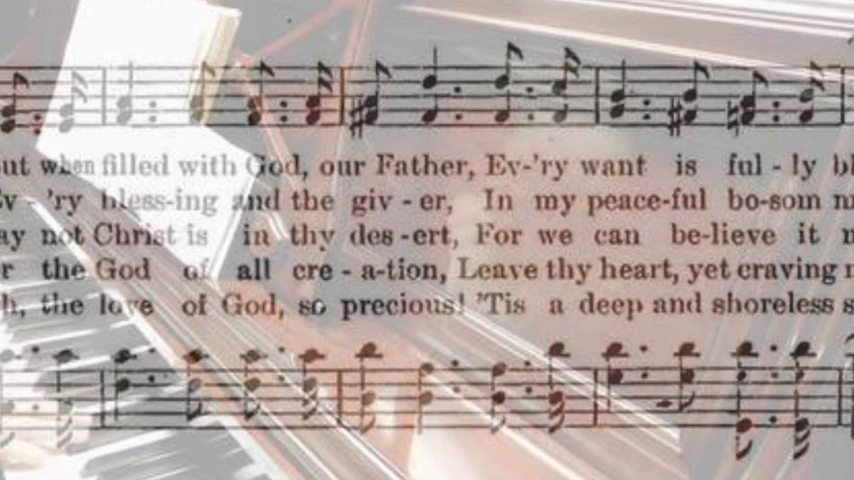 ut when filled with God, our Father, Ev-'ry want is ful - ly bl
v - 'ry bless-ing and the giv - er, In my peace-ful bo-som m
ay not Christ is in thy des - ert, For we can be-lieve it n
r the God of all cre - a-tion, Leave thy heart, yet craving
h, the love of God, so precious! 'Tis a deep and shoreless s